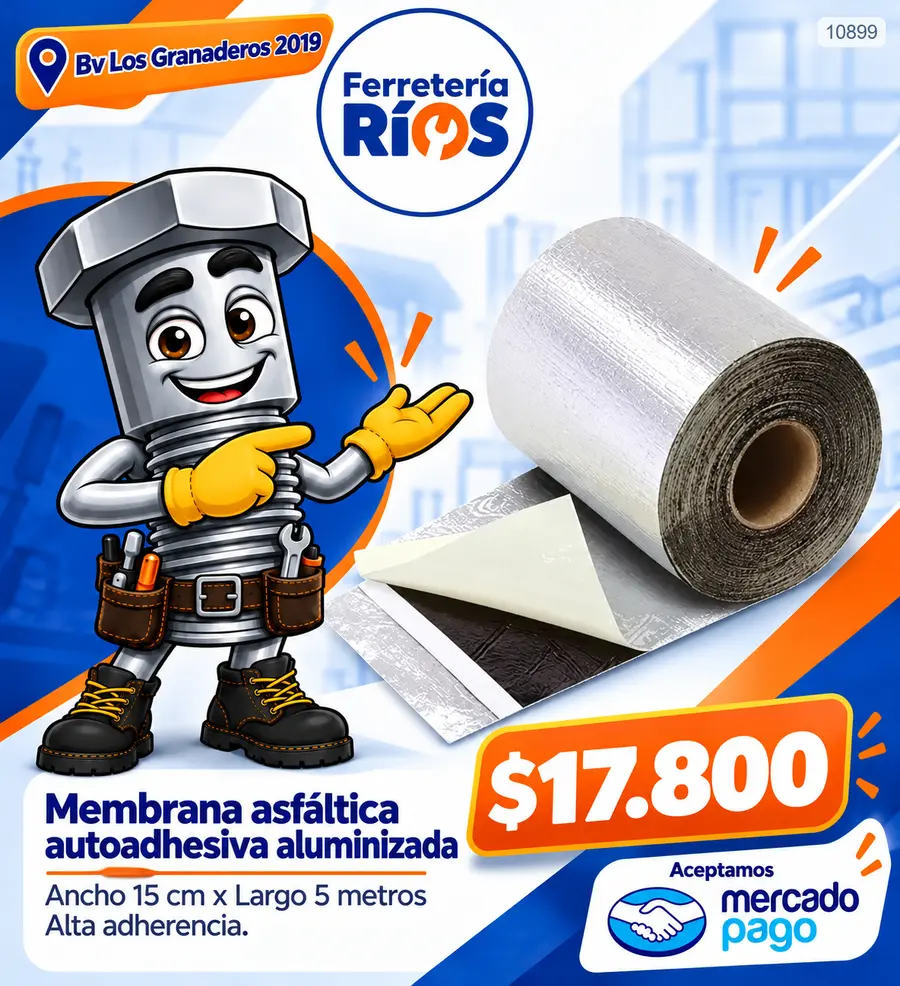 Bv Los Granaderos 2019
Ferretería
RÍOS
10899
$17.800
Membrana asfáltica
autoadhesiva aluminizada
Ancho 15 cm x Largo 5 metros
Alta adherencia.
Aceptamos
mercado
pago